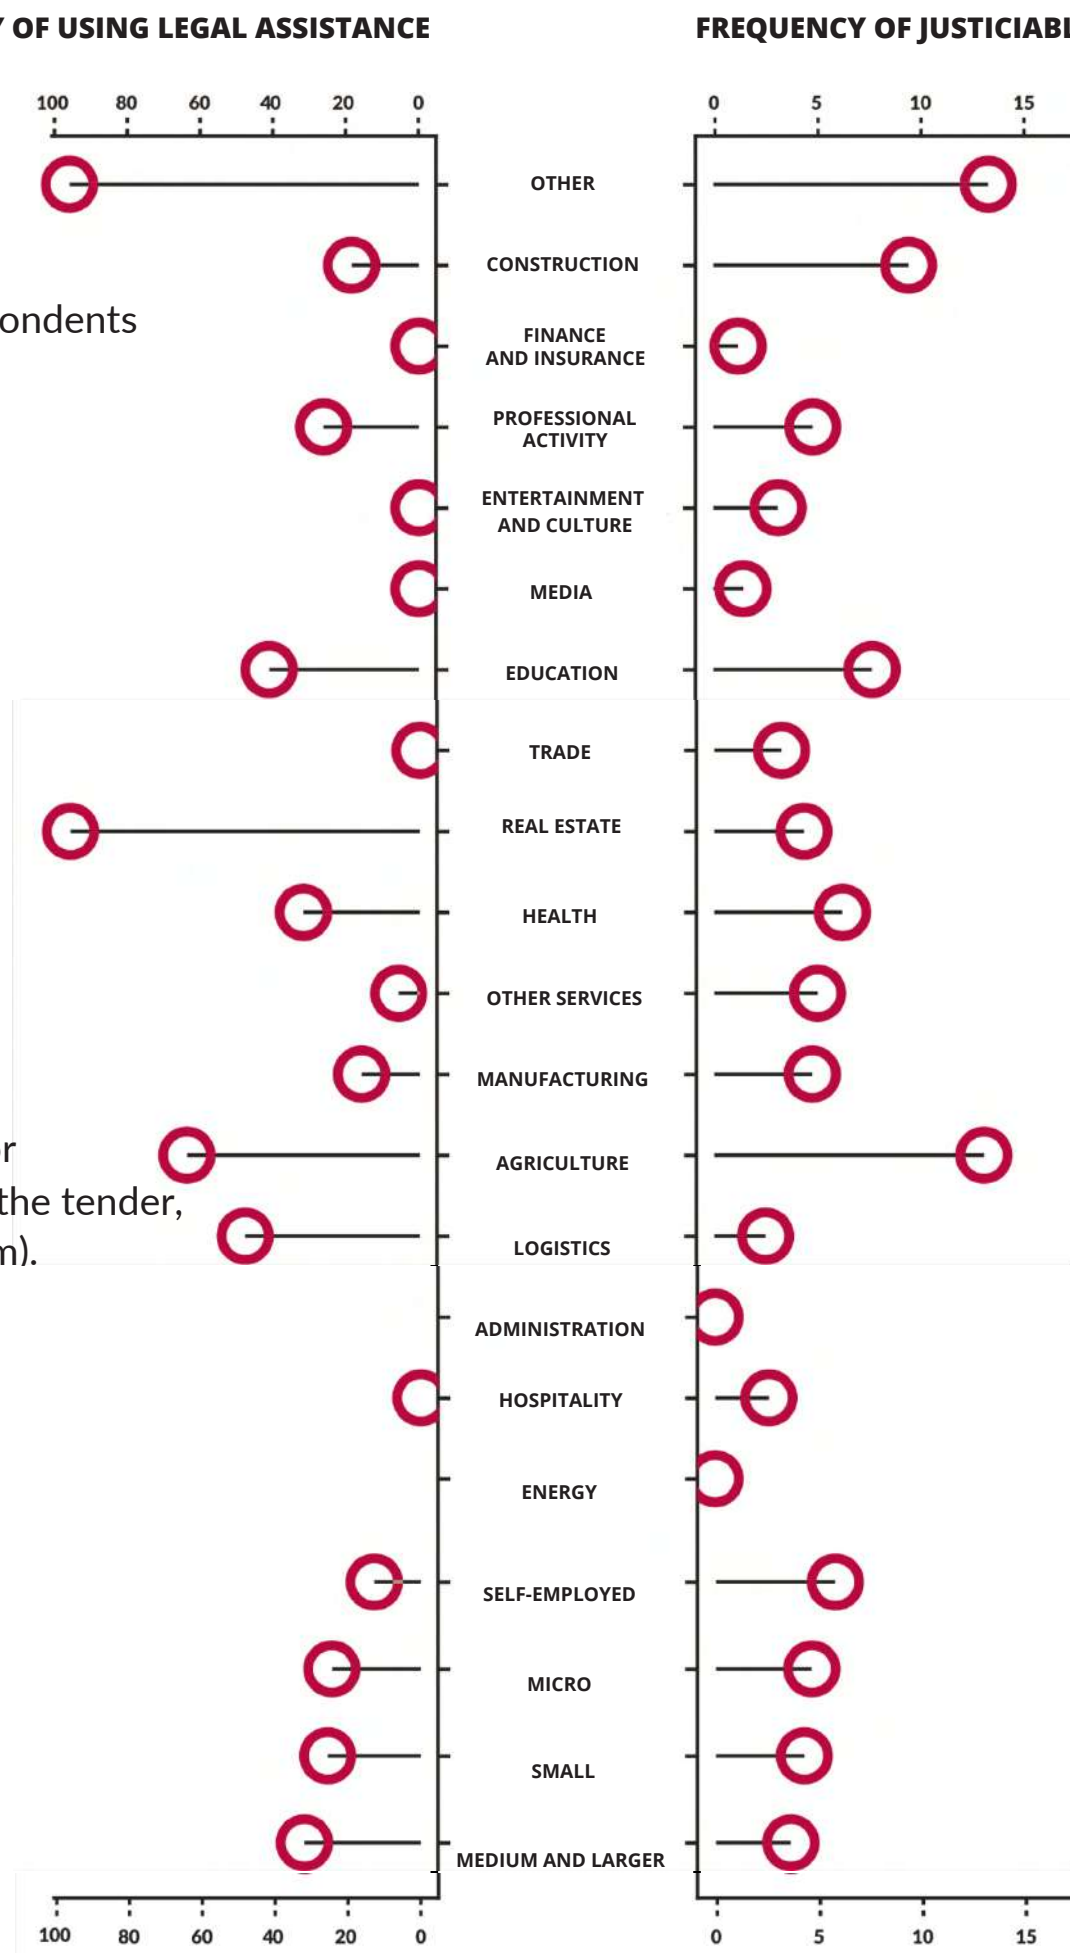 Y OF USING LEGAL ASSISTANCE
FREQUENCY OF JUSTICIABL
100 80 60 40 20 0
0 5 10 15
OTHER
CONSTRUCTION
ondents
FINANCE
AND INSURANCE
PROFESSIONAL
ACTIVITY
ENTERTAINMENT
AND CULTURE
MEDIA
EDUCATION
TRADE
REAL ESTATE
HEALTH
OTHER SERVICES
MANUFACTURING
r
AGRICULTURE
the tender,
LOGISTICS
m).
ADMINISTRATION
HOSPITALITY
ENERGY
SELF-EMPLOYED
MICRO
SMALL
MEDIUM AND LARGER
100 80 60 40 20 0
0 5 10 15